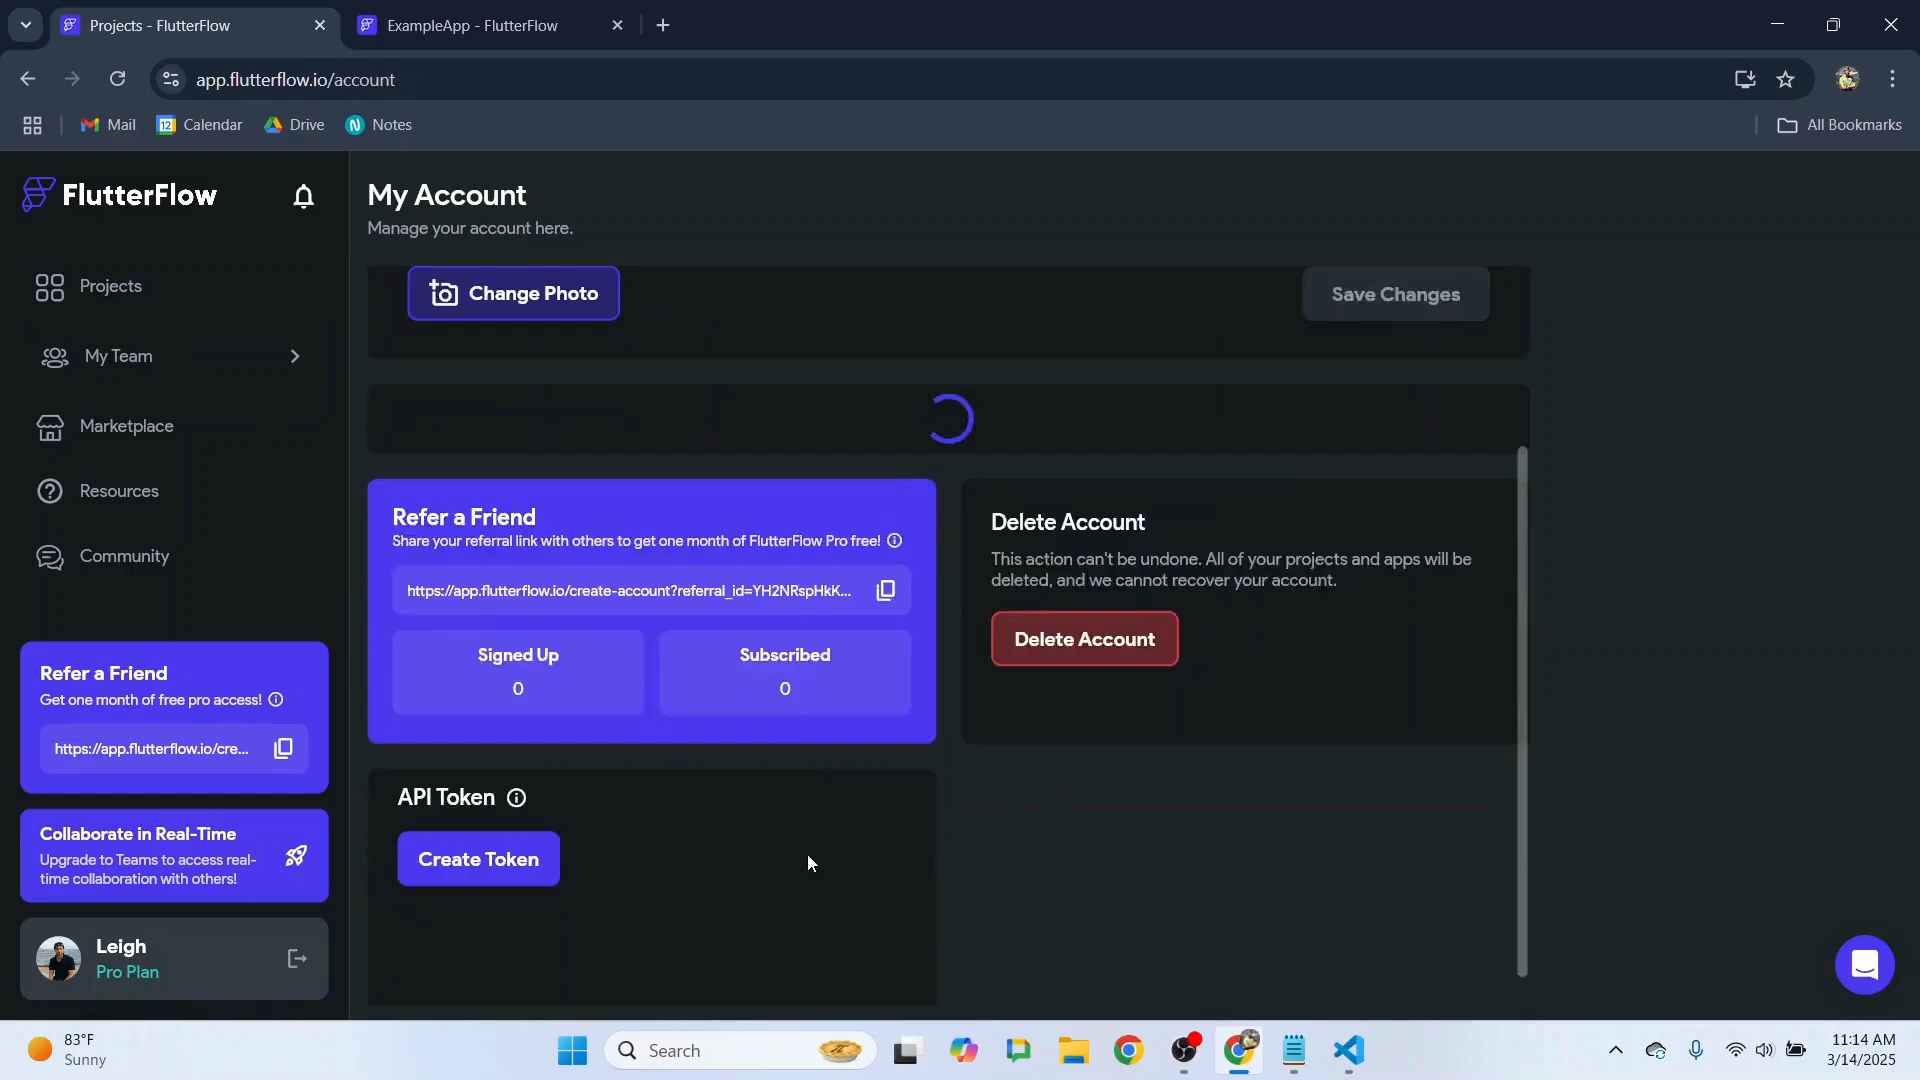 Projects - FlutterFlow
ExampleApp - FlutterFlow
app.flutterflow.io/account
Mail
12
Calendar
Drive
N
Notes
All Bookmarks
FlutterFlow
Projects
My Team
Marketplace
Resources
Community
Refer a Friend
Get one month of free pro access!
https://app.flutterflow.io/cre...
Collaborate in Real-Time
Upgrade to Teams to access real-
time collaboration with others!
Leigh
Pro Plan
My Account
Manage your account here.
Change Photo
Save Changes
Refer a Friend
Share your referral link with others to get one month of FlutterFlow Pro free!
https://app.flutterflow.io/create-account?referral_id=YH2NRspHkK...
Signed Up
0
Subscribed
0
Delete Account
This action can't be undone. All of your projects and apps will be
deleted, and we cannot recover your account.
Delete Account
API Token
Create Token
83°F
Sunny
Search
11:14 AM
3/14/2025